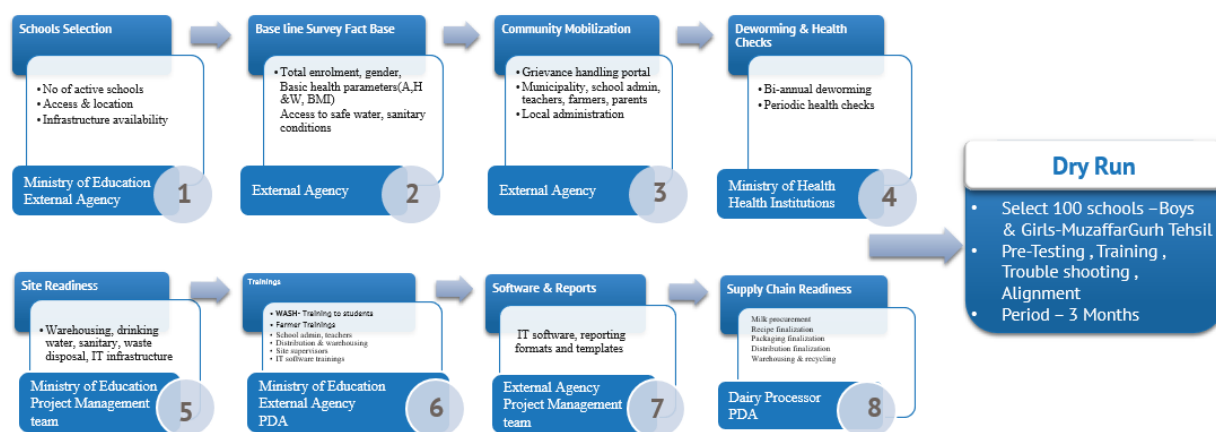 Schools Selection
• No of active schools
• Access & location
• Infrastructure availability
Ministry of Education
External Agency
1
Base line Survey Fact Base
• Total enrolment, gender,
Basic health parameters(A,H
&W, BMI)
Access to safe water, sanitary
conditions
External Agency
2
Community Mobilization
• Grievance handling portal
• Municipality, school admin,
teachers, farmers, parents
• Local administration
External Agency
3
Deworming & Health
Checks
• Bi-annual deworming
• Periodic health checks
Ministry of Health
Health Institutions
4
Site Readiness
• Warehousing, drinking
water, sanitary, waste
disposal, IT infrastructure
Ministry of Education
Project Management
team
5
Trainings
• WASH- Training to students
• Farmer Trainings
• School admin, teachers
• Distribution & warehousing
• Site supervisors
• IT software trainings
Ministry of Education
External Agency
PDA
6
Software & Reports
IT software, reporting
formats and templates
External Agency
Project Management
team
7
Supply Chain Readiness
Milk procurement
Recipe finalization
Packaging finalization
Distribution finalization
Warehousing & recycling
Dairy Processor
PDA
8
Dry Run
• Select 100 schools –Boys
& Girls-MuzaffarGurh Tehsil
• Pre-Testing , Training ,
Trouble shooting ,
Alignment
• Period – 3 Months